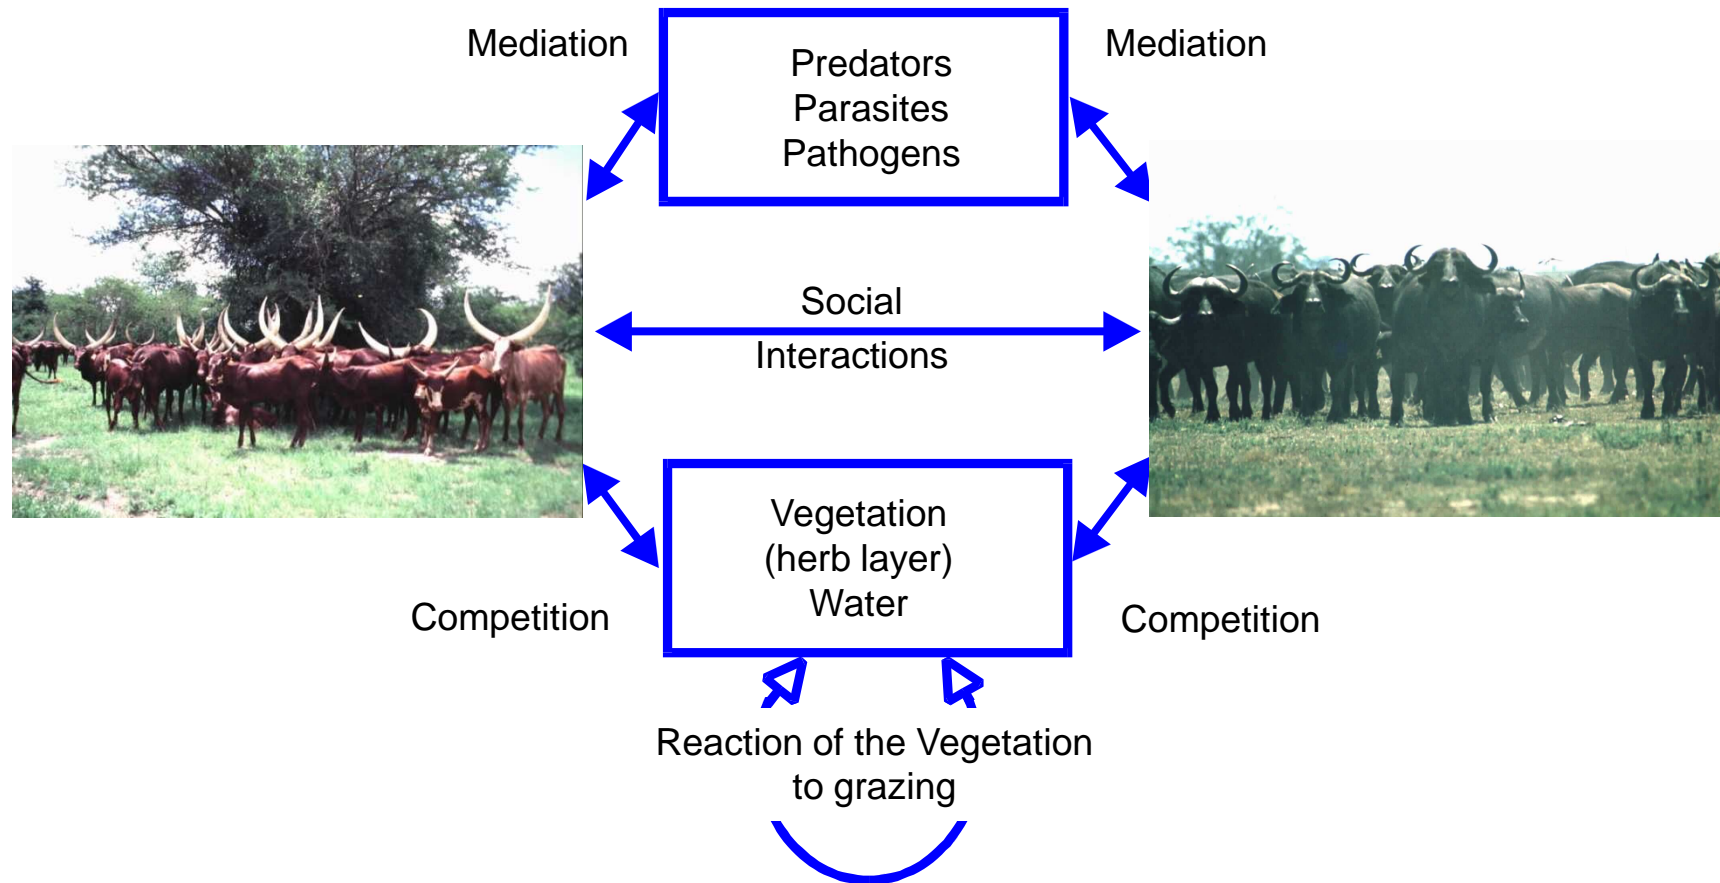 Mediation
Predators
Parasites
Pathogens
Mediation
Social
Interactions
Vegetation
(herb layer)
Water
Competition
Competition
Reaction of the Vegetation
to grazing